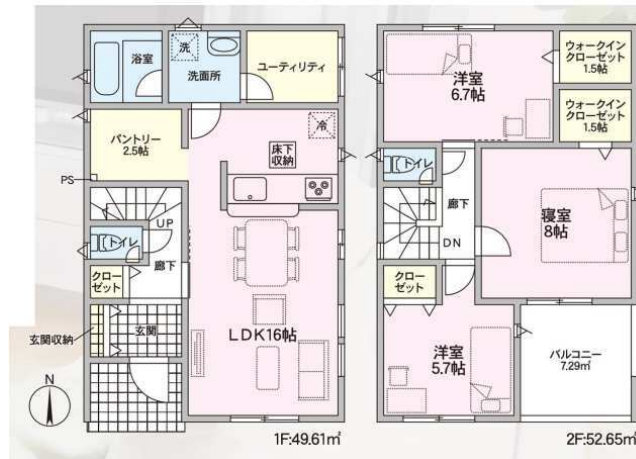 浴室
洗
洗面所
ユーティリティ
パントリー
2.5帖
冷
床下
収納
PS
UP
トイレ
廊下
クロー
ゼット
玄関収納
玄関
LDK16帖
N
1F:49.61㎡
洋室
6.7帖
ウォークイン
クローゼット
1.5帖
ウォークイン
クローゼット
1.5帖
トイレ
廊下
DN
寝室
8帖
クロー
ゼット
洋室
5.7帖
バルコニー
7.29㎡
2F:52.65㎡